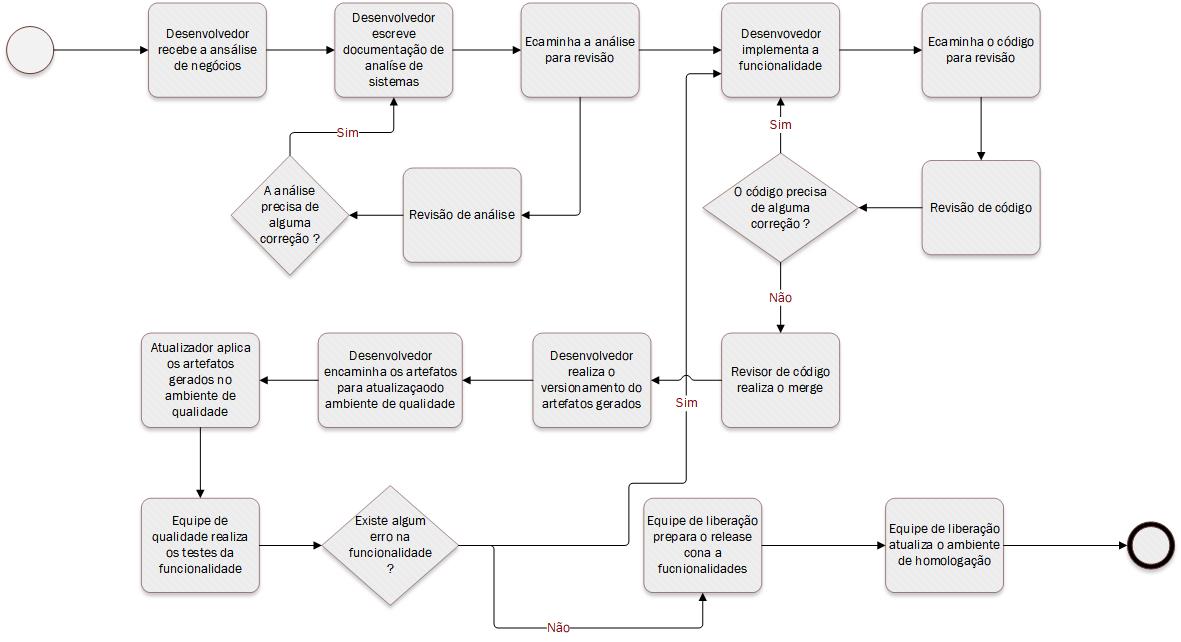 Desenvolvedor
recebe a ansálise
de negócios
Desenvolvedor
escreve
documentação de
analíse de
sistemas
Ecaminha a análise
para revisão
Desenvovedor
implementa a
funcionalidade
Ecaminha o código
para revisão
Sim
A análise
precisa de
alguma
correção ?
Revisão de análise
Sim
O código precisa
de alguma
correção ?
Revisão de código
Não
Atualizador aplica
os artefatos
gerados no
ambiente de
qualidade
Desenvolvedor
encaminha os artefatos
para atualizaçaodo
ambiente de qualidade
Desenvolvedor
realiza o
versionamento do
artefatos gerados
Revisor de código
realiza o merge
Sim
Equipe de
qualidade realiza
os testes da
funcionalidade
Existe algum
erro na
funcionalidade
?
Equipe de liberação
prepara o release
cona a
fucnionalidades
Equipe de liberação
atualiza o ambiente
de homologação
Não